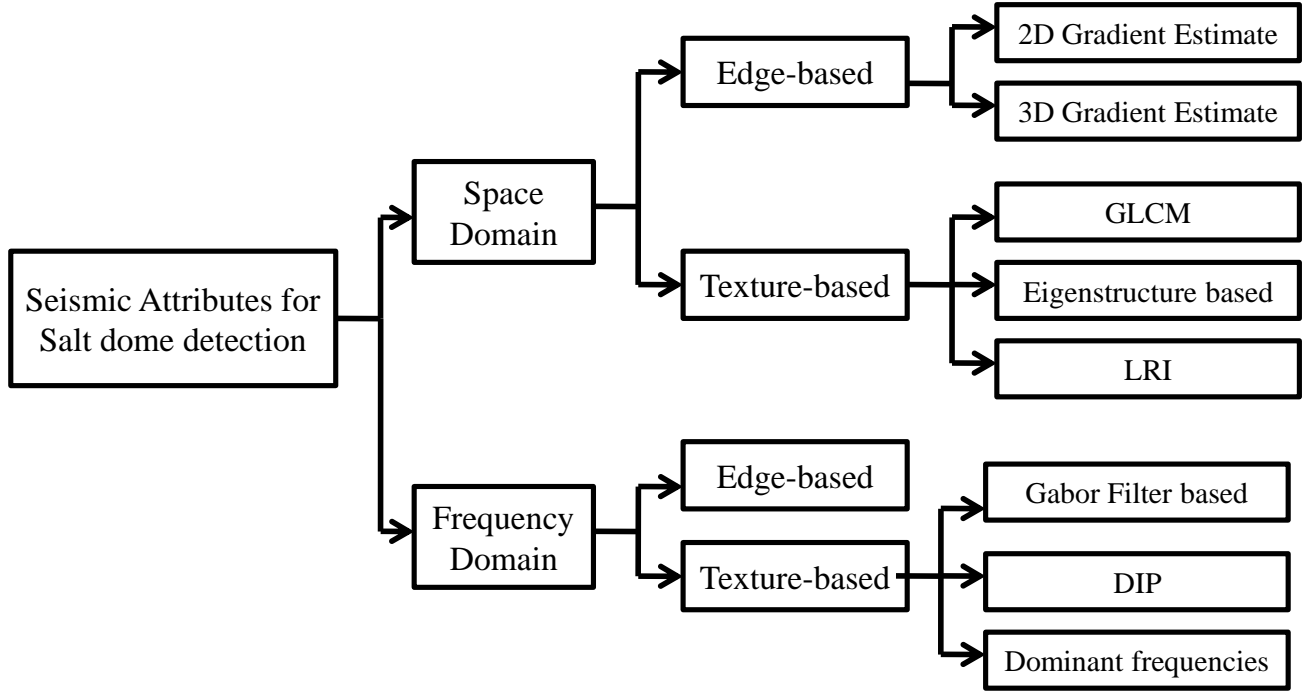 Seismic Attributes for
Salt dome detection
Space
Domain
Edge-based
2D Gradient Estimate
3D Gradient Estimate
Texture-based
GLCM
Eigenstructure based
LRI
Frequency
Domain
Edge-based
Texture-based
Gabor Filter based
DIP
Dominant frequencies